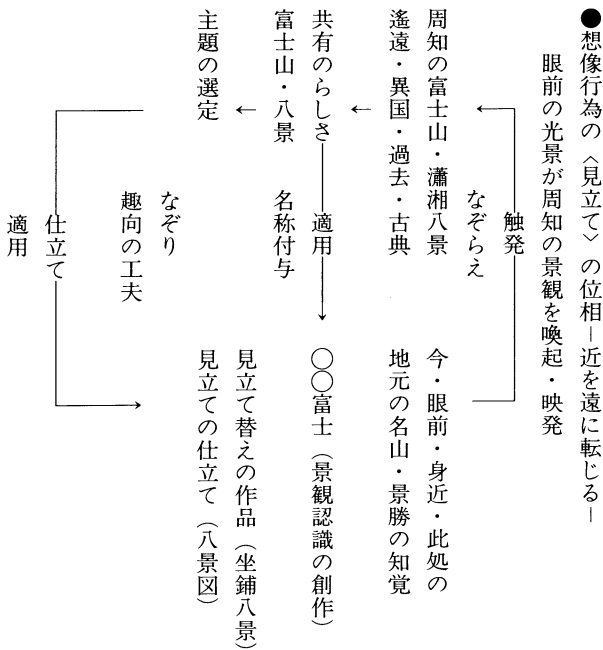 ●想像行為の〈見立て〉の位相―近を遠に転じる―
眼前の光景が周知の景観を喚起・映発
触発
なぞらえ
周知の富士山・瀟湘八景
遙遠・異国・過去・古典
今・眼前・身近・此処の
地元の名山・景勝の知覚
共有のらしさ
富士山・八景
適用
名称付与
○○富士（景観認識の創作）
主題の選定
なぞり
趣向の工夫
見立て替えの作品（坐鋪八景）
見立ての仕立て（八景図）
仕立て
適用